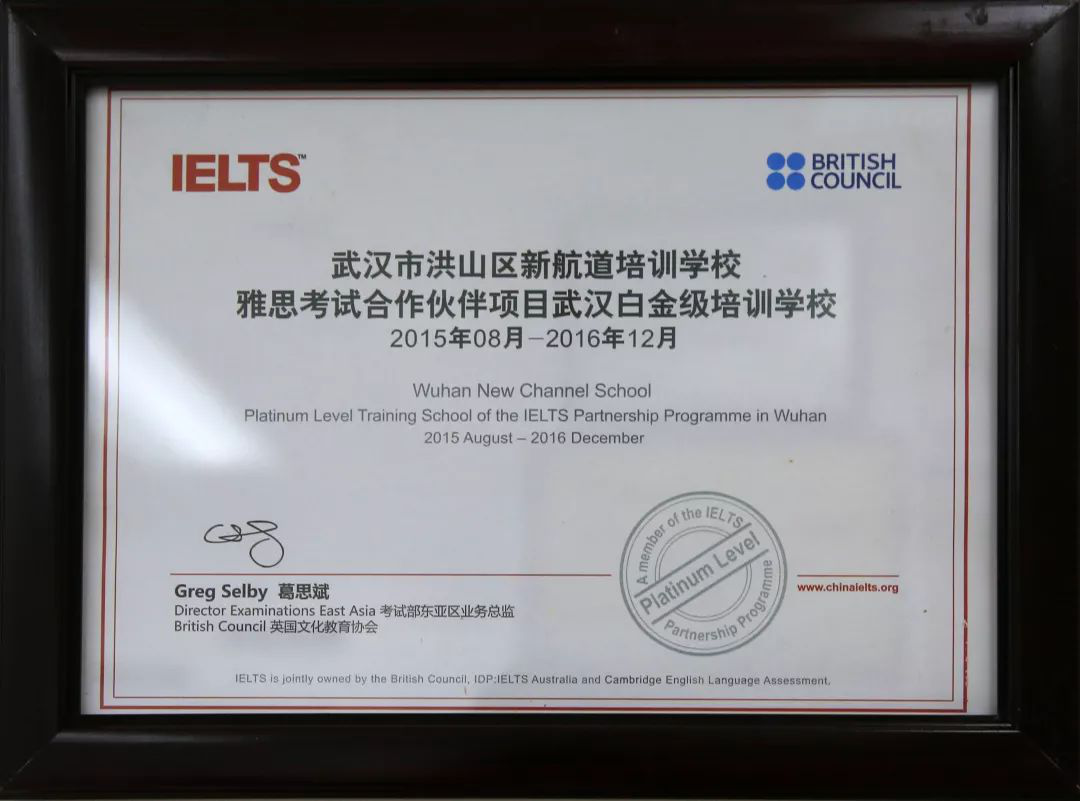 IELTS™
BRITISH
COUNCIL
武汉市洪山区新航道培训学校
雅思考试合作伙伴项目武汉白金级培训学校
2015年08月－2016年12月
Wuhan New Channel School
Platinum Level Training School of the IELTS Partnership Programme in Wuhan
2015 August – 2016 December
A member of the IELTS
Platinum Level
Partnership Programme
www.chinaielts.org
Greg Selby 葛思斌
Director Examinations East Asia 考试部东亚区业务总监
British Council 英国文化教育协会
IELTS is jointly owned by the British Council, IDP:IELTS Australia and Cambridge English Language Assessment.